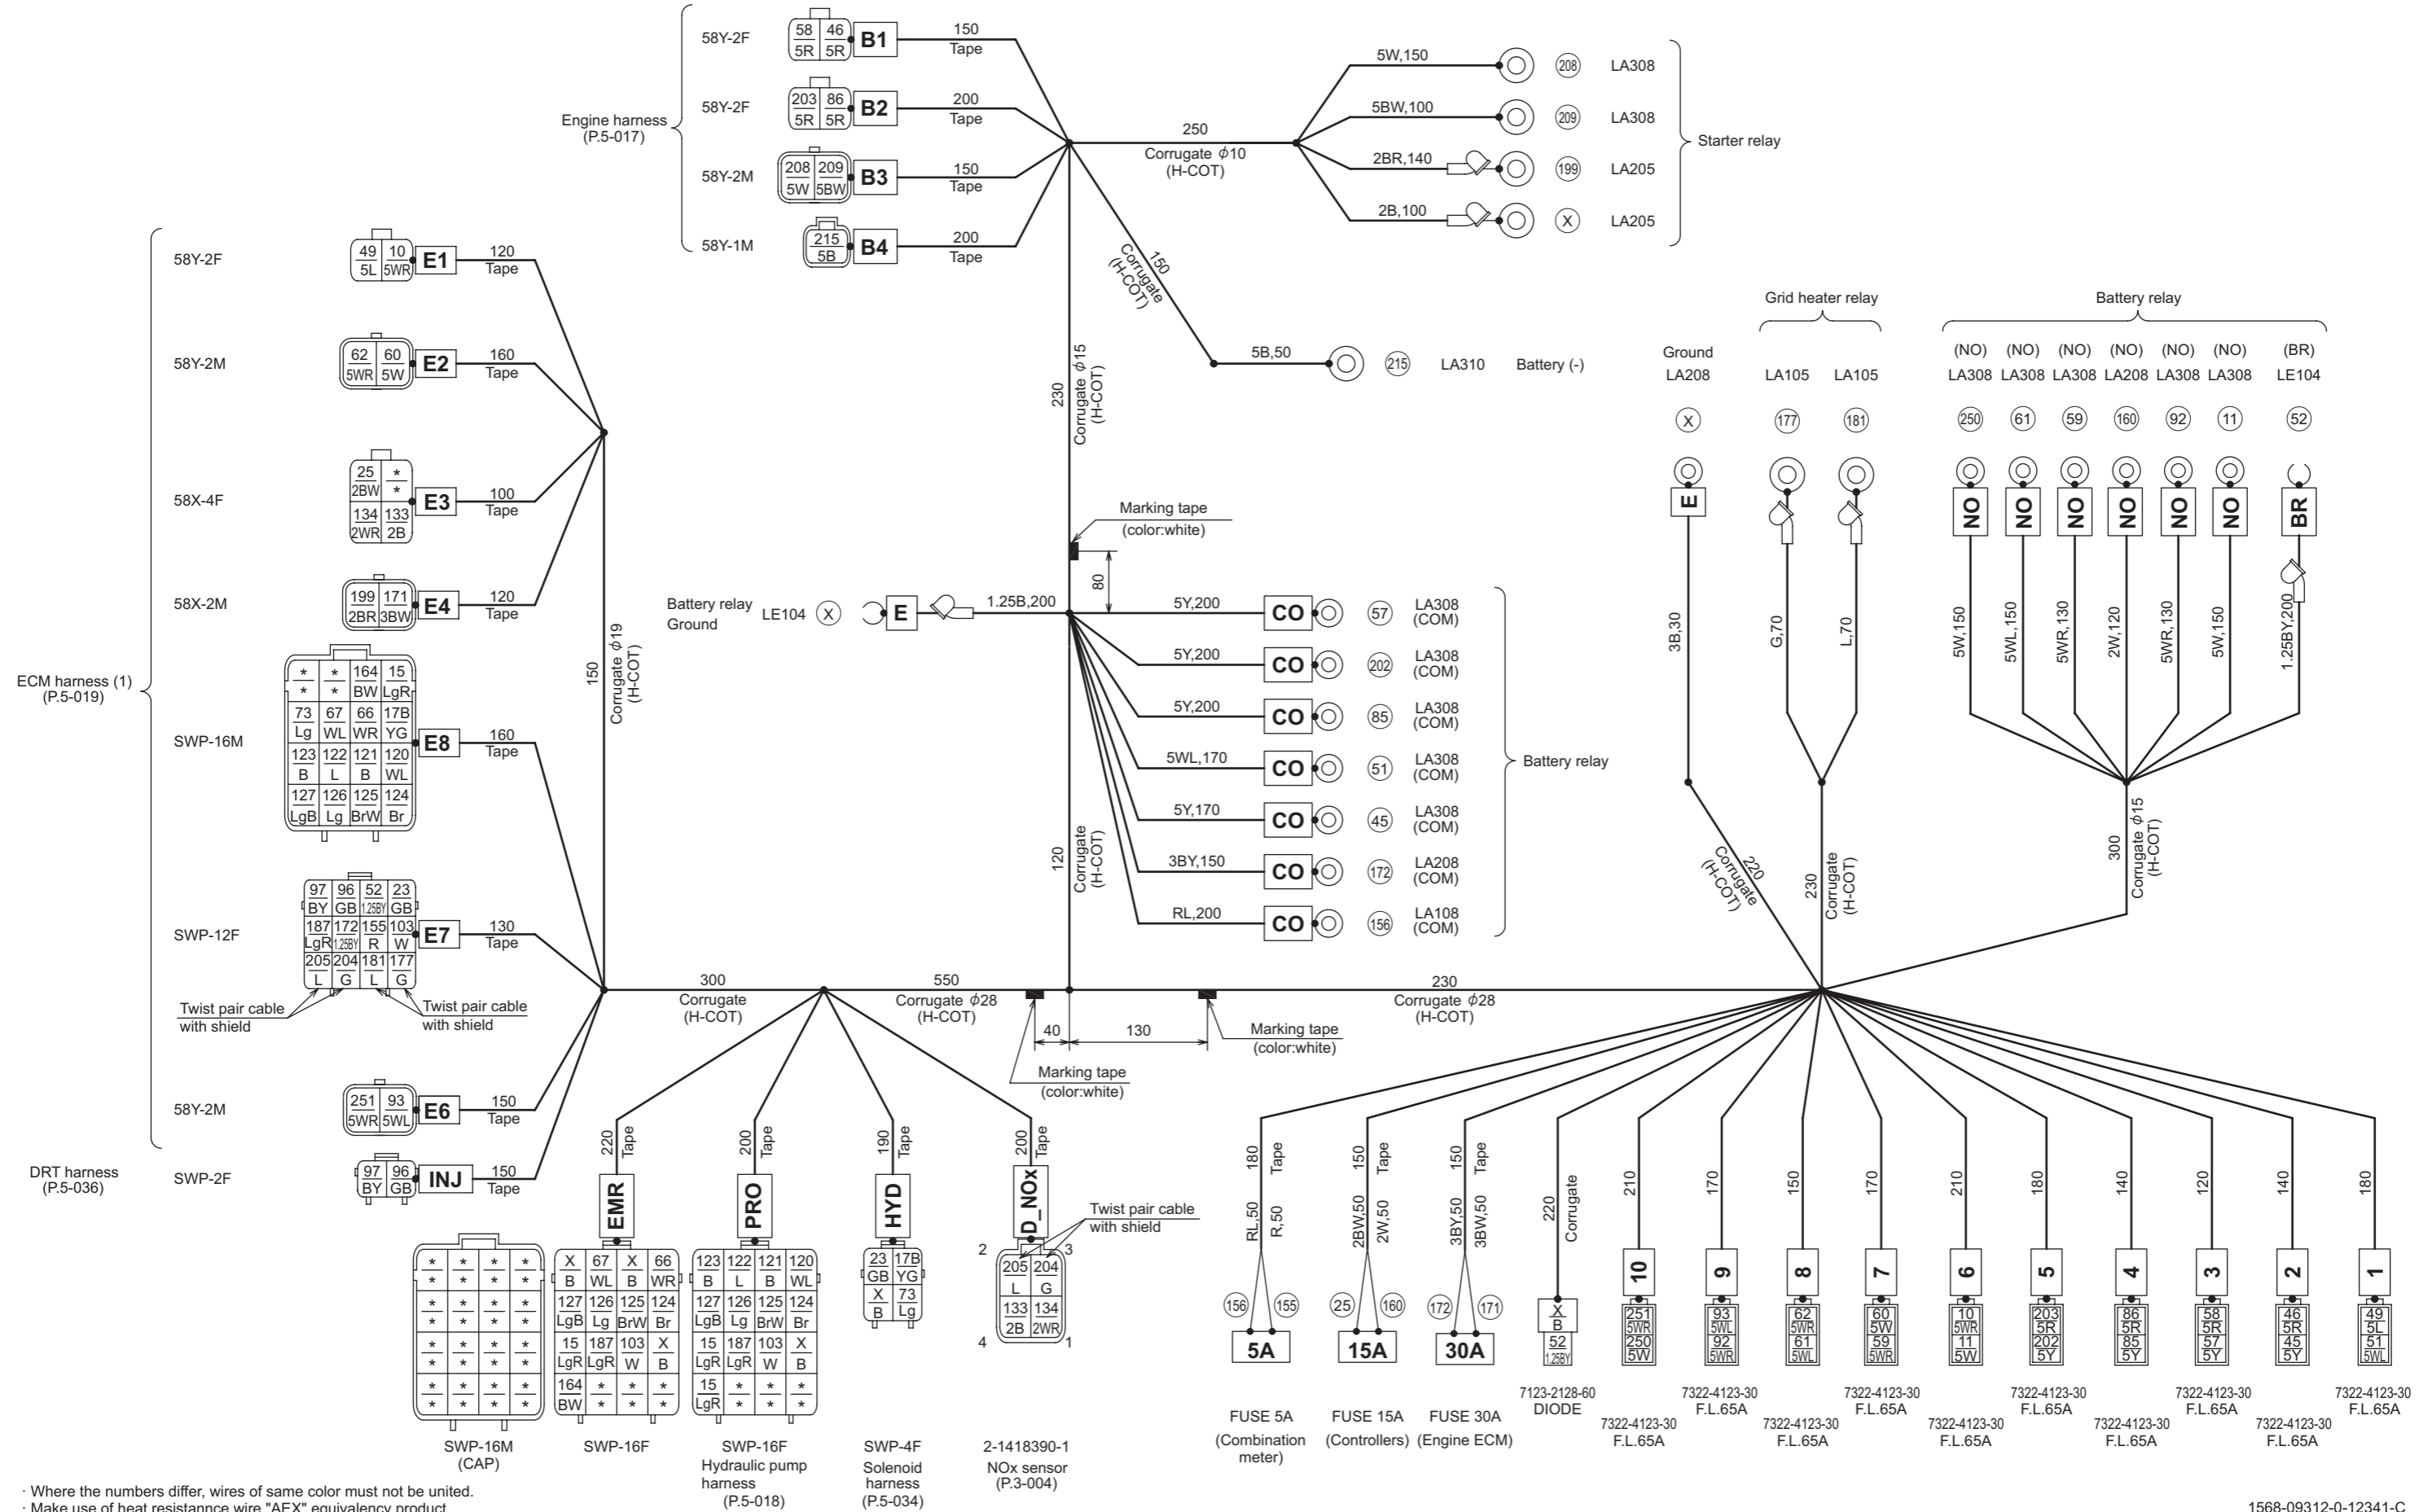 Engine harness
(P.5-017)
58Y-2F
58 46
5R 5R
B1
150
Tape
58Y-2F
203 86
5R 5R
B2
200
Tape
58Y-2M
208 209
5W 5BW
B3
150
Tape
58Y-1M
215
5B
B4
200
Tape
250
Corrugate ϕ10
(H-COT)
5W,150
208
LA308
5BW,100
209
LA308
2BR,140
199
LA205
2B,100
X
LA205
Starter relay
150
Corrugate
(H-COT)
5B,50
215
LA310
Battery (-)
230
Corrugate ϕ15
(H-COT)
ECM harness (1)
(P.5-019)
58Y-2F
49 10
5L 5WR
E1
120
Tape
58Y-2M
62 60
5WR 5W
E2
160
Tape
58X-4F
25 *
2BW *
134 133
2WR 2B
E3
100
Tape
58X-2M
199 171
2BR 3BW
E4
120
Tape
150
Corrugate ϕ19
(H-COT)
SWP-16M
* * 164 15
* * BW LgR
73 67 66 17B
Lg WL WR YG
123 122 121 120
B L B WL
127 126 125 124
LgB Lg BrW Br
E8
160
Tape
SWP-12F
97 96 52 23
BY GB 1.25BY GB
187 172 155 103
LgR 1.25BY R W
205 204 181 177
L G L G
E7
130
Tape
Twist pair cable
with shield
Twist pair cable
with shield
58Y-2M
251 93
5WR 5WL
E6
150
Tape
DRT harness
(P.5-036)
SWP-2F
97 96
BY GB
INJ
150
Tape
Marking tape
(color:white)
80
Battery relay
Ground
LE104
X
E
1.25B,200
5Y,200
CO
57
LA308
(COM)
5Y,200
CO
202
LA308
(COM)
5Y,200
CO
85
LA308
(COM)
5WL,170
CO
51
LA308
(COM)
5Y,170
CO
45
LA308
(COM)
3BY,150
CO
172
LA208
(COM)
RL,200
CO
156
LA108
(COM)
Battery relay
120
Corrugate
(H-COT)
Ground
LA208
X
E
3B,30
220
Corrugate
(H-COT)
Grid heater relay
LA105 LA105
177 181
G,70 L,70
230
Corrugate
(H-COT)
Battery relay
(NO) (NO) (NO) (NO) (NO) (NO) (BR)
LA308 LA308 LA308 LA208 LA308 LA308 LE104
250 61 59 160 92 11 52
NO NO NO NO NO NO BR
5W,150 5WL,150 5WR,130 2W,120 5WR,130 5W,150 1.25BY,200
300
Corrugate ϕ15
(H-COT)
300
Corrugate
(H-COT)
550
Corrugate ϕ28
(H-COT)
230
Corrugate ϕ28
(H-COT)
40
130
Marking tape
(color:white)
Marking tape
(color:white)
220 Tape
200 Tape
190 Tape
200 Tape
EMR
PRO
HYD
D_NOx
Twist pair cable
with shield
* * * *
* * * *
* * * *
* * * *
* * * *
* * * *
* * * *
* * * *
SWP-16M
(CAP)
X 67 X 66
B WL B WR
127 126 125 124
LgB Lg BrW Br
15 187 103 X
LgR LgR W B
164 * * *
BW * * *
SWP-16F
123 122 121 120
B L B WL
127 126 125 124
LgB Lg BrW Br
15 187 103 X
LgR LgR W B
15 * * *
LgR * * *
SWP-16F
Hydraulic pump
harness
(P.5-018)
23 17B
GB YG
X 73
B Lg
SWP-4F
Solenoid
harness
(P.5-034)
2 3
205 204
L G
133 134
2B 2WR
4 1
2-1418390-1
NOx sensor
(P.3-004)
180 Tape
RL,50 R,50
156 155
5A
FUSE 5A
(Combination
meter)
150 Tape
2BW,50 2W,50
25 160
15A
FUSE 15A
(Controllers)
150 Tape
3BY,50 3BW,50
172 171
30A
FUSE 30A
(Engine ECM)
220
Corrugate
X
B
52
1.25BY
7123-2128-60
DIODE
210
10
251
5WR
250
5W
7322-4123-30
F.L.65A
170
9
93
5WL
92
5WR
7322-4123-30
F.L.65A
150
8
62
5WR
61
5WL
7322-4123-30
F.L.65A
170
7
60
5W
59
5WR
7322-4123-30
F.L.65A
210
6
10
5WR
11
5W
7322-4123-30
F.L.65A
180
5
203
5R
202
5Y
7322-4123-30
F.L.65A
140
4
86
5R
85
5Y
7322-4123-30
F.L.65A
120
3
58
5R
57
5Y
7322-4123-30
F.L.65A
140
2
46
5R
45
5Y
7322-4123-30
F.L.65A
180
1
49
5L
51
5WL
7322-4123-30
F.L.65A
· Where the numbers differ, wires of same color must not be united.
· Make use of heat resistannce wire "AEX" equivalency product
1568-09312-0-12341-C